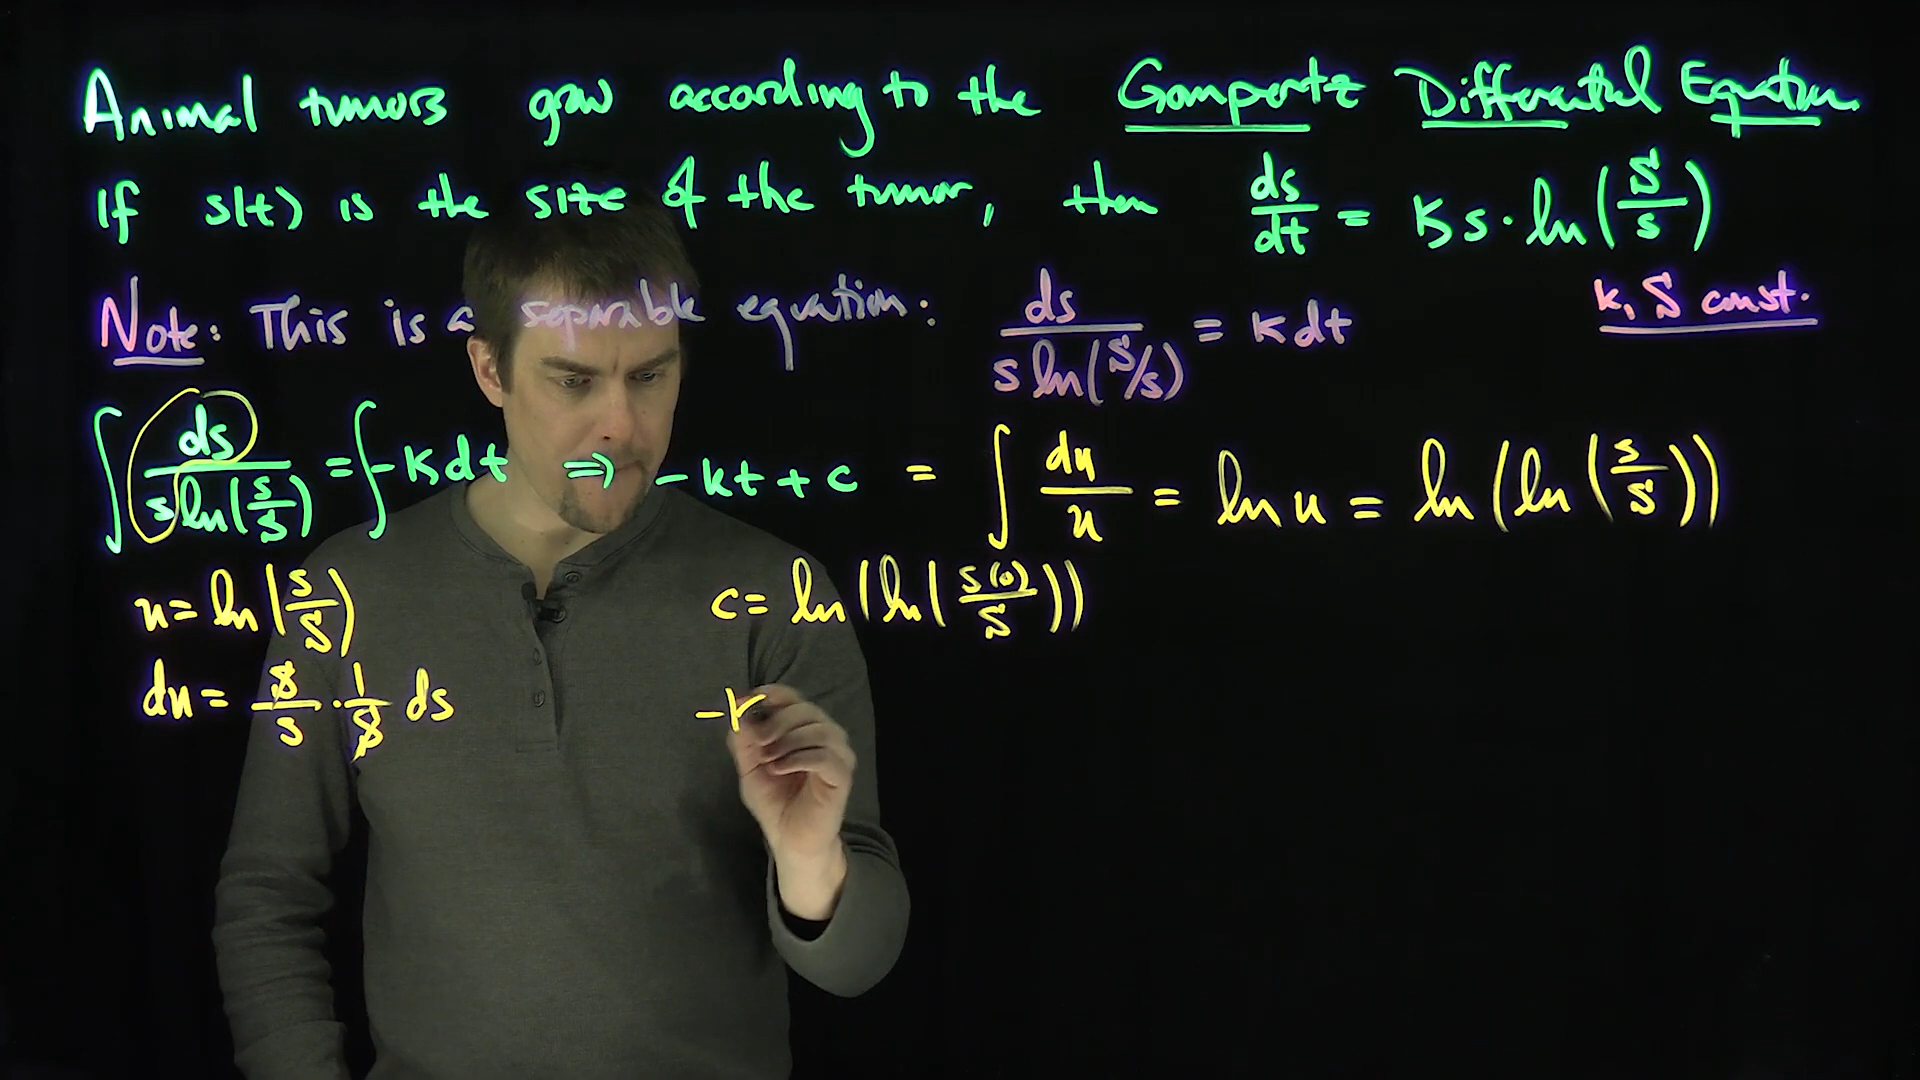 Animal tumors grow according to the Gompertz Differential Equation.
If s(t) is the size of the tumor, then ds/dt = K s · ln(S/s)
k, S const.
Note: This is a separable equation: ds/(s ln(S/s)) = K dt
∫ ds/(s ln(s/S)) = ∫ -K dt ⇒ -kt + c = ∫ du/u = ln u = ln(ln(s/S))
u = ln(s/S)
c = ln(ln(s(0)/S))
du = S/s · 1/S ds
-k